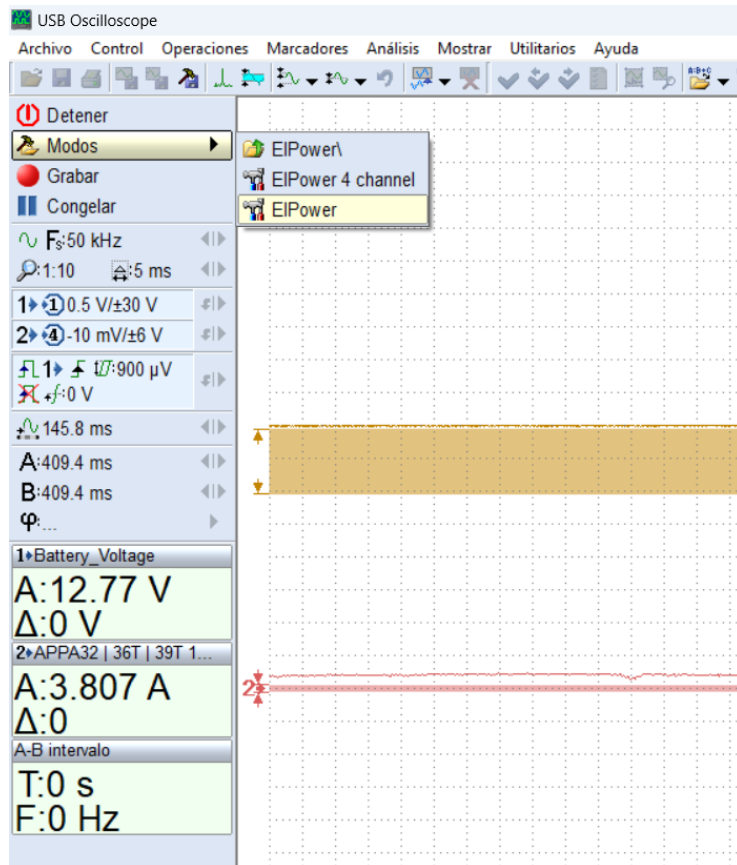 USB Oscilloscope
Archivo Control Operaciones Marcadores Análisis Mostrar Utilitarios Ayuda
A+B+C
Detener
Modos
ElPower\
ElPower 4 channel
ElPower
Grabar
Congelar
Fs:50 kHz
1:10 :5 ms
1 1 0.5 V/±30 V
2 4 -10 mV/±6 V
1 :900 µV
f:0 V
145.8 ms
A:409.4 ms
B:409.4 ms
φ:...
1 Battery_Voltage
A:12.77 V
Δ:0 V
2 APPA32 | 36T | 39T 1...
A:3.807 A
Δ:0
A-B intervalo
T:0 s
F:0 Hz
2